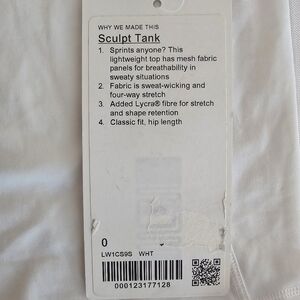 WHY WE MADE THIS
Sculpt Tank
1. Sprints anyone? This
lightweight top has mesh fabric
panels for breathability in
sweaty situations
2. Fabric is sweat-wicking and
four-way stretch
3. Added Lycra® fibre for stretch
and shape retention
4. Classic fit, hip length
0
LW1CS9S WHT
000123177128